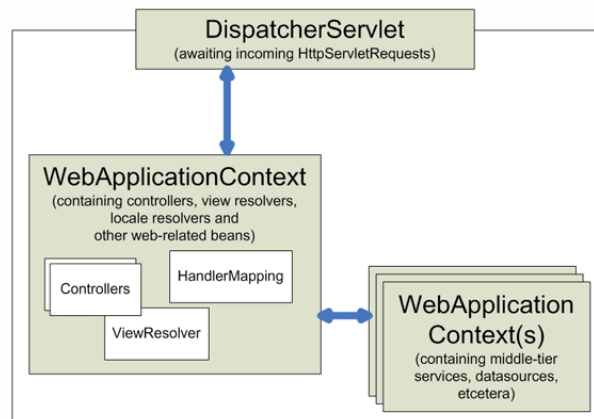 DispatcherServlet
(awaiting incoming HttpServletRequests)
WebApplicationContext
(containing controllers, view resolvers,
locale resolvers and
other web-related beans)
HandlerMapping
Controllers
ViewResolver
WebApplication
Context(s)
(containing middle-tier
services, datasources,
etcetera)